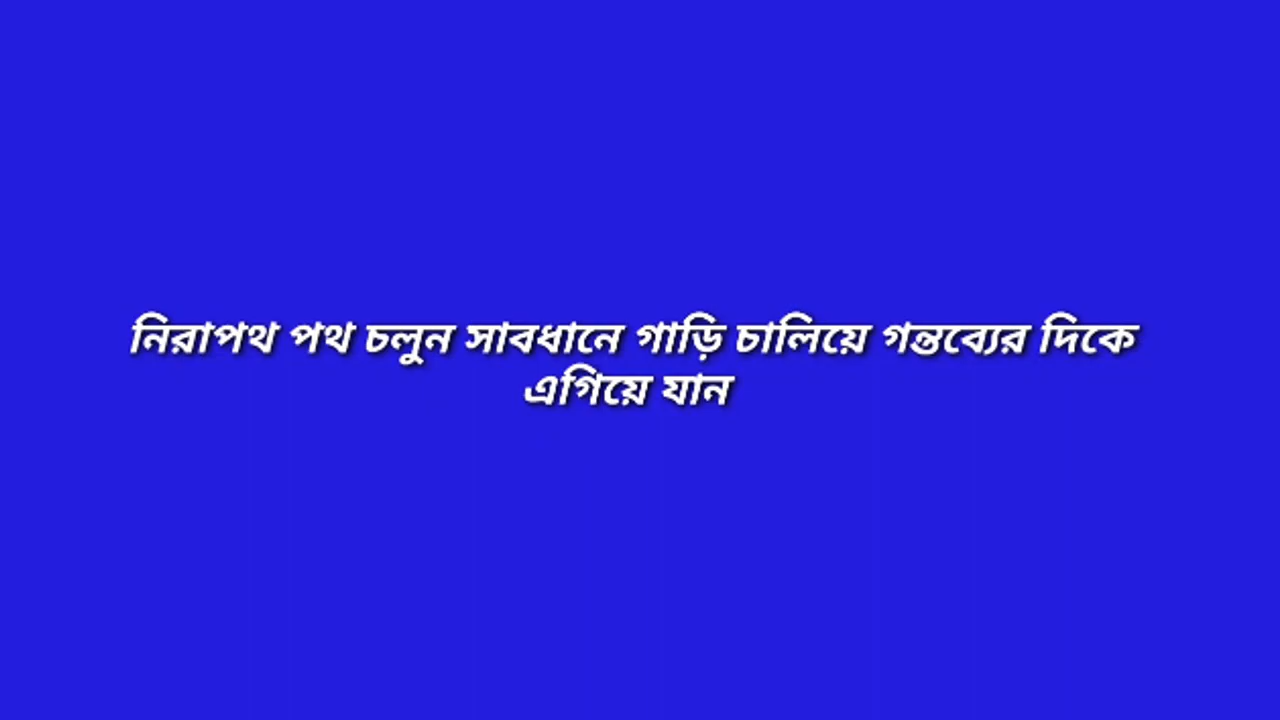 নিরাপথ পথ চলুন সাবধানে গাড়ি চালিয়ে গন্তব্যের দিকে
এগিয়ে যান